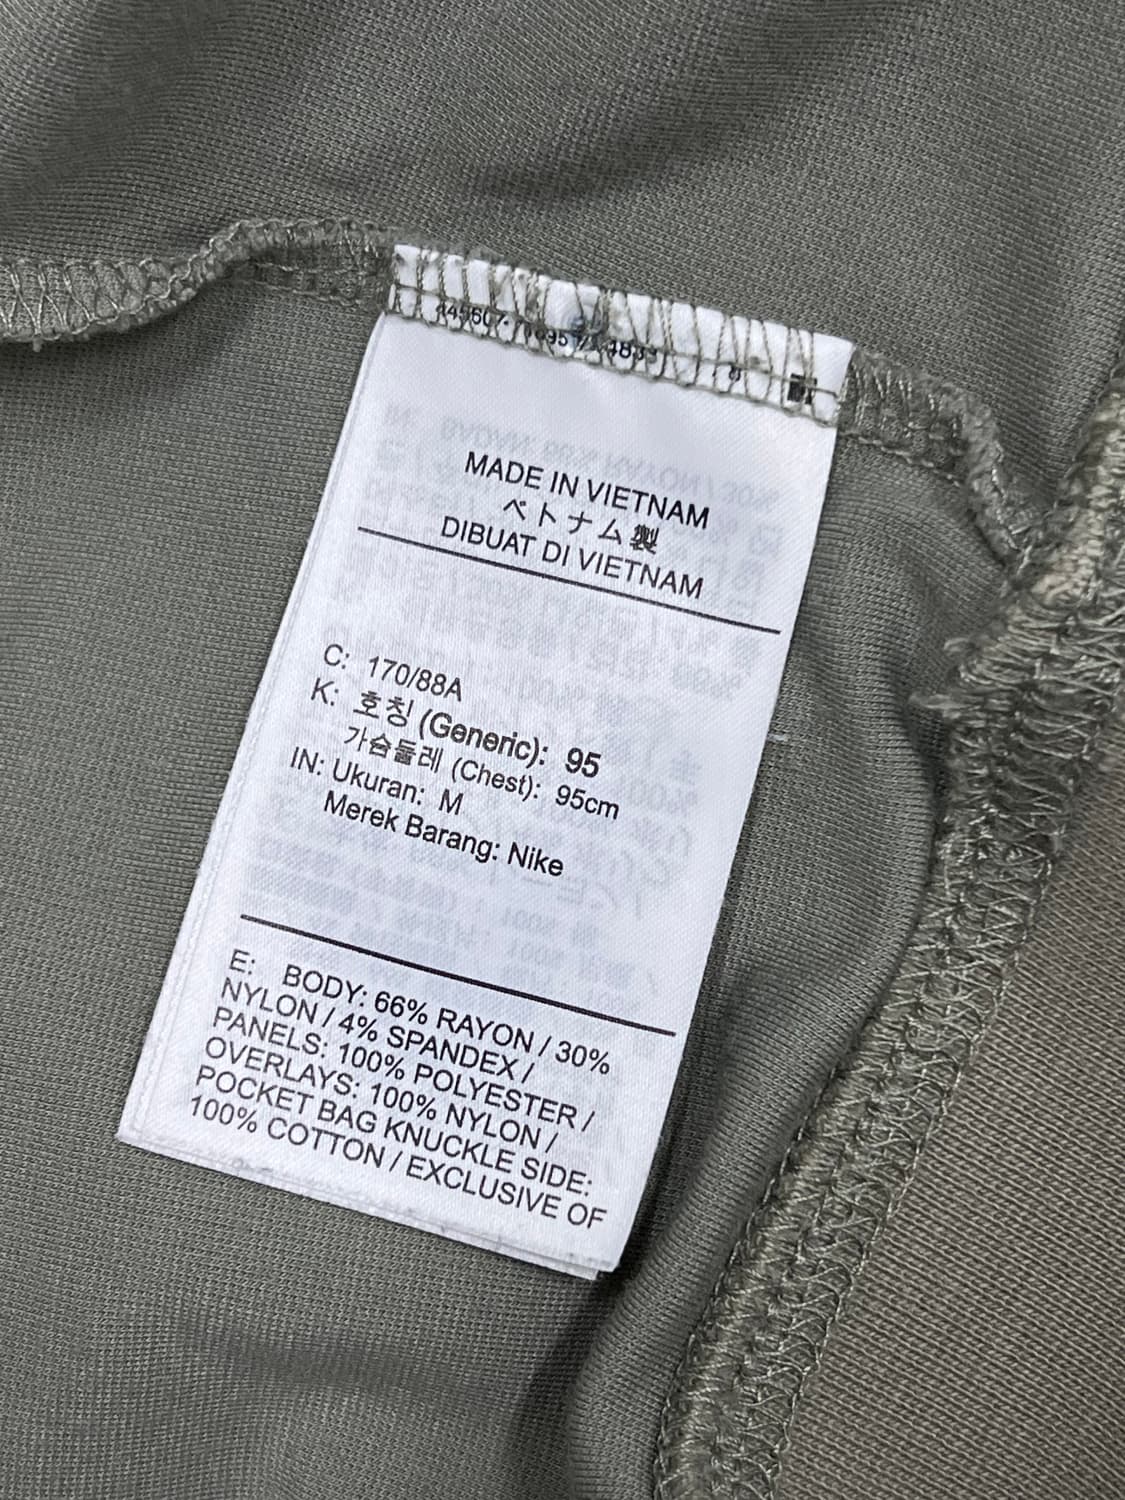 MADE IN VIETNAM
ベトナム製
DIBUAT DI VIETNAM
C: 170/88A
K: 호칭 (Generic): 95
가슴둘레 (Chest): 95cm
IN: Ukuran: M
Merek Barang: Nike
E: BODY: 66% RAYON / 30%
NYLON / 4% SPANDEX /
PANELS: 100% POLYESTER /
OVERLAYS: 100% NYLON /
POCKET BAG KNUCKLE SIDE:
100% COTTON / EXCLUSIVE OF